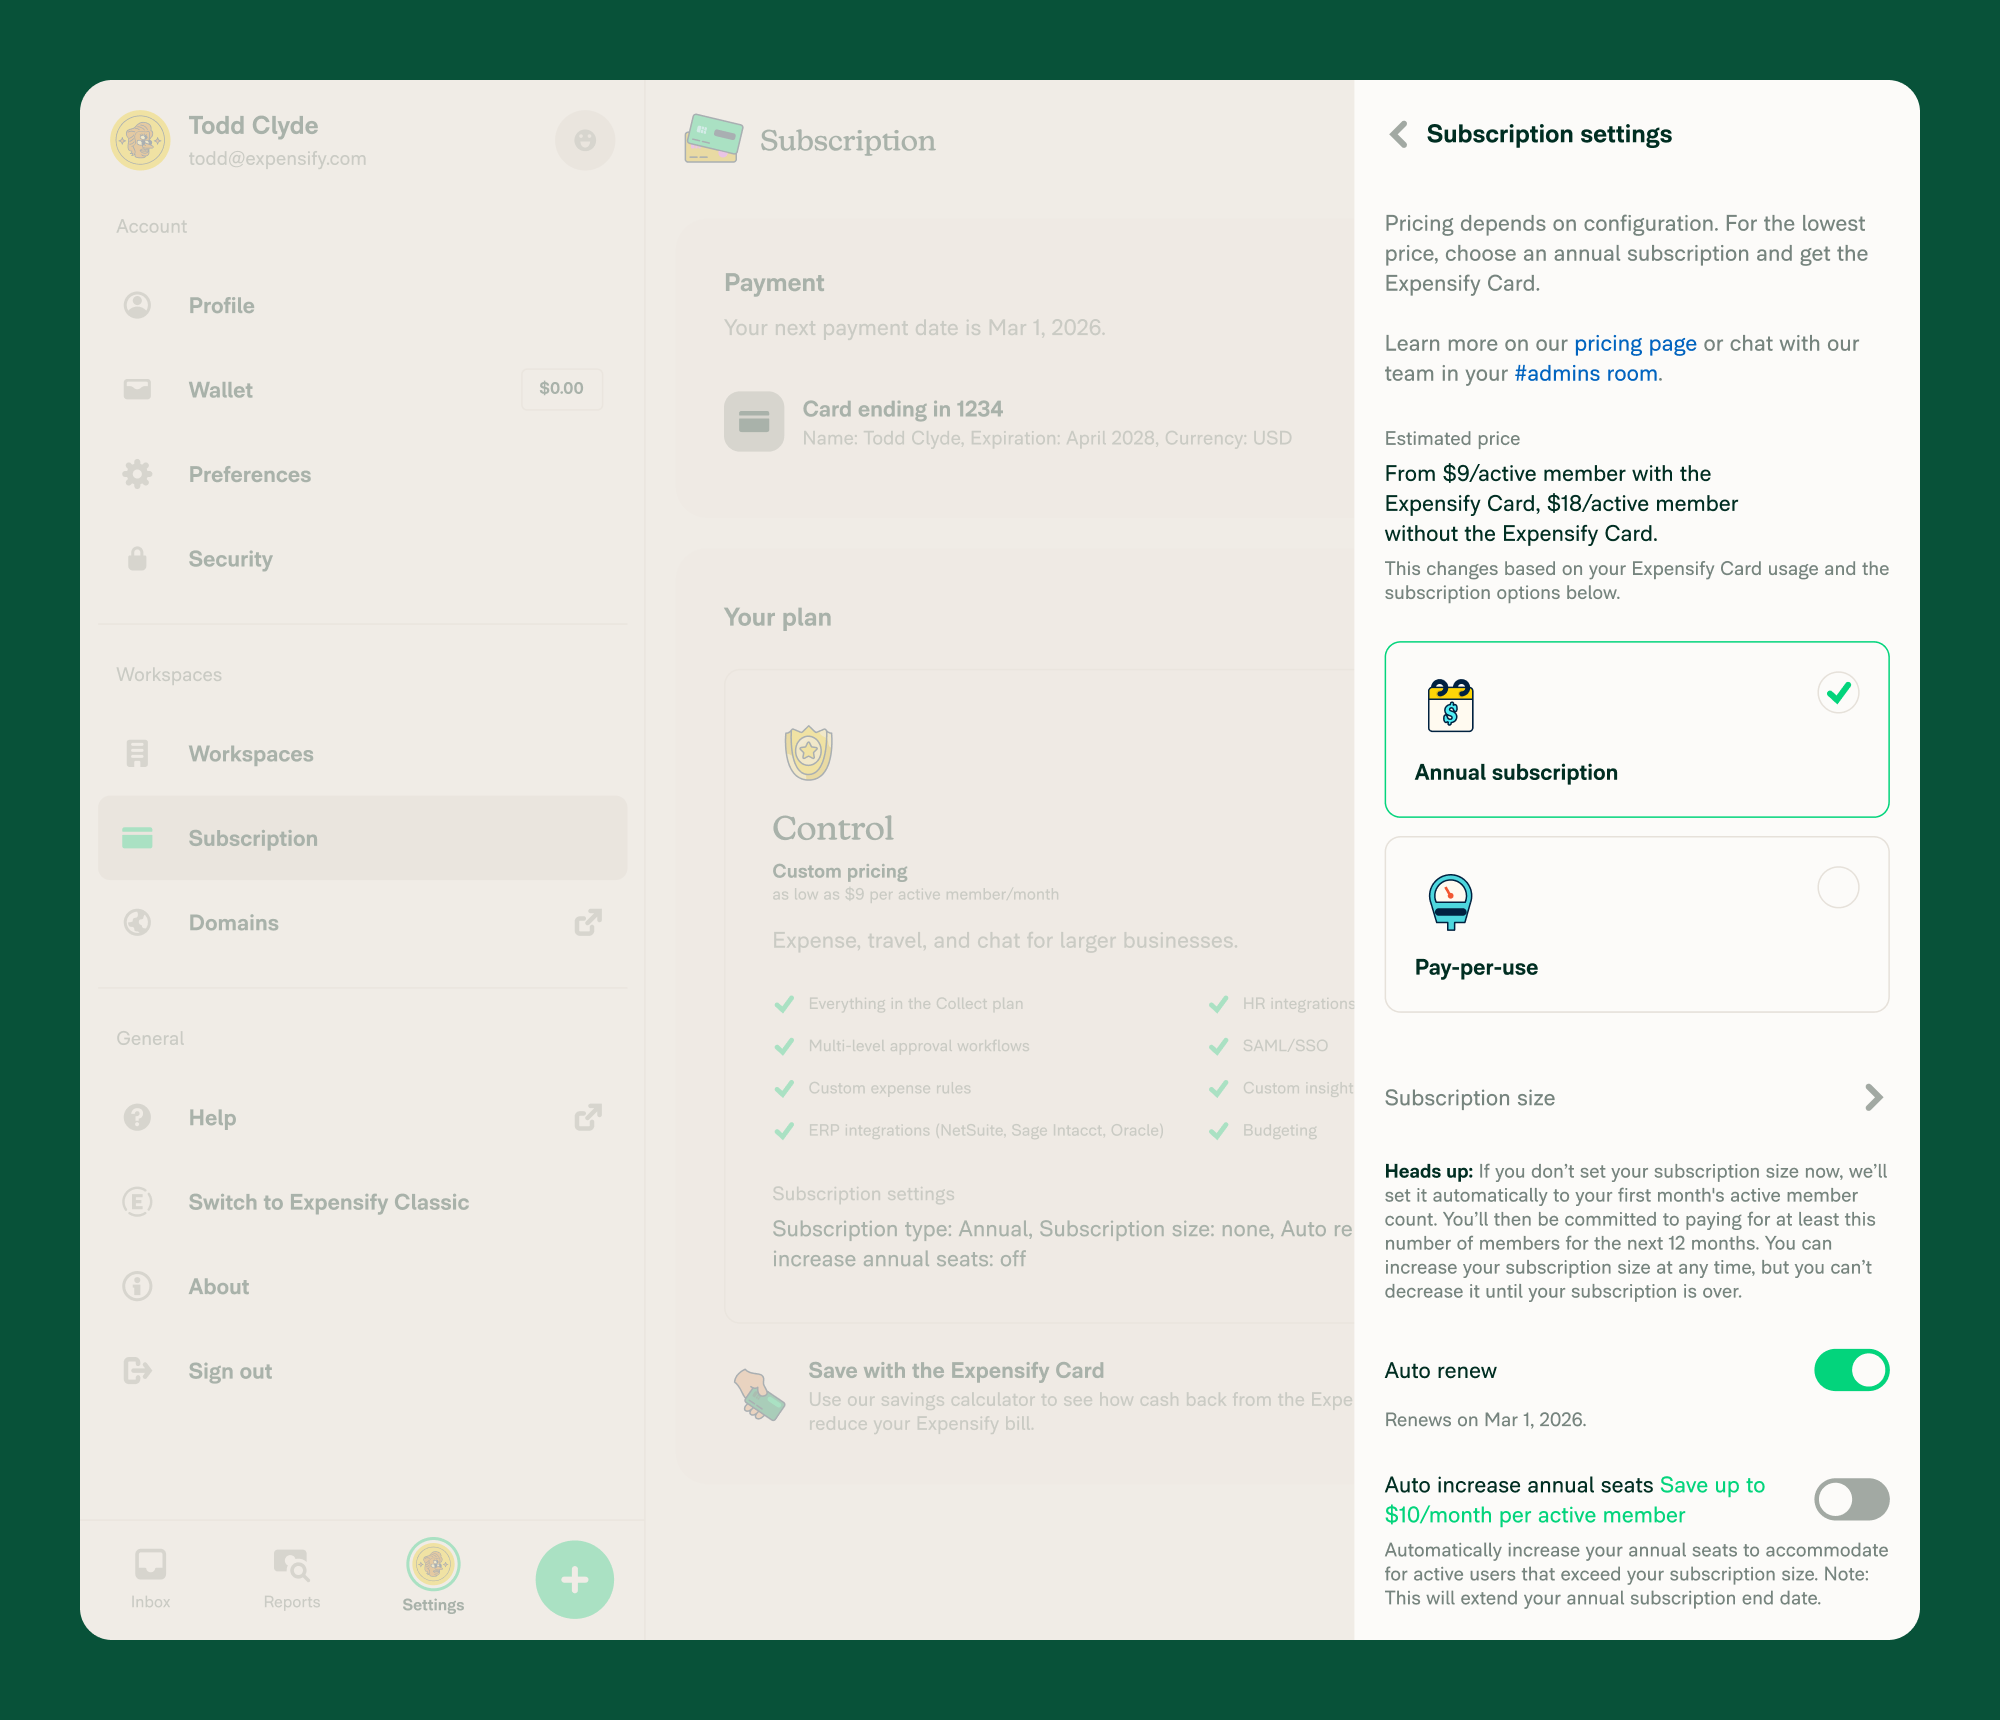 Todd Clyde
todd@expensify.com
Account
Profile
Wallet
$0.00
Preferences
Security
Workspaces
Workspaces
Subscription
Domains
General
Help
Switch to Expensify Classic
About
Sign out
Inbox
Reports
Settings
Subscription
Payment
Your next payment date is Mar 1, 2026.
Card ending in 1234
Name: Todd Clyde, Expiration: April 2028, Currency: USD
Your plan
Control
Custom pricing
as low as $9 per active member/month
Expense, travel, and chat for larger businesses.
Everything in the Collect plan
HR integrations
Multi-level approval workflows
SAML/SSO
Custom expense rules
Custom insight
ERP integrations (NetSuite, Sage Intacct, Oracle)
Budgeting
Subscription settings
Subscription type: Annual, Subscription size: none, Auto re
increase annual seats: off
Save with the Expensify Card
Use our savings calculator to see how cash back from the Expe
reduce your Expensify bill.
Subscription settings
Pricing depends on configuration. For the lowest
price, choose an annual subscription and get the
Expensify Card.
Learn more on our pricing page or chat with our
team in your #admins room.
Estimated price
From $9/active member with the
Expensify Card, $18/active member
without the Expensify Card.
This changes based on your Expensify Card usage and the
subscription options below.
Annual subscription
Pay-per-use
Subscription size
Heads up: If you don’t set your subscription size now, we’ll
set it automatically to your first month's active member
count. You’ll then be committed to paying for at least this
number of members for the next 12 months. You can
increase your subscription size at any time, but you can’t
decrease it until your subscription is over.
Auto renew
Renews on Mar 1, 2026.
Auto increase annual seats Save up to
$10/month per active member
Automatically increase your annual seats to accommodate
for active users that exceed your subscription size. Note:
This will extend your annual subscription end date.